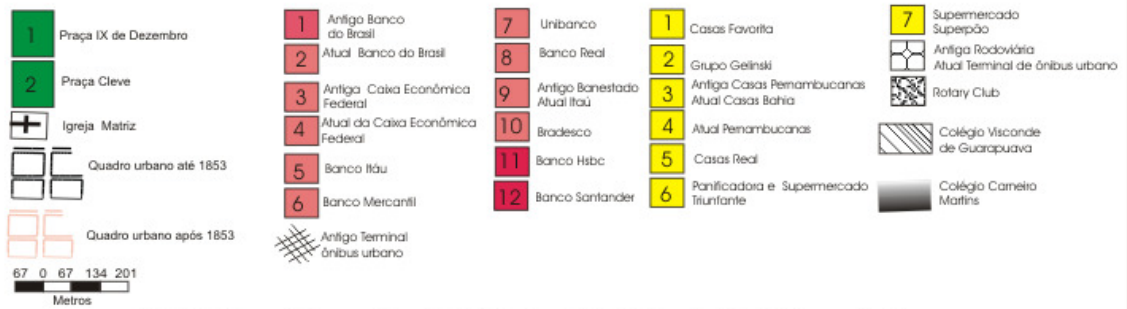 1 Praça IX de Dezembro
2 Praça Cleve
Igreja Matriz
Quadro urbano até 1853
Quadro urbano após 1853
67 0 67 134 201
Metros
1 Antigo Banco
do Brasil
2 Atual Banco do Brasil
3 Antiga Caixa Econômica
Federal
4 Atual da Caixa Econômica
Federal
5 Banco Itáu
6 Banco Mercantil
Antigo Terminal
ônibus urbano
7 Unibanco
8 Banco Real
9 Antigo Banestado
Atual Itaú
10 Bradesco
11 Banco Hsbc
12 Banco Santander
1 Casas Favorita
2 Grupo Gelinski
3 Antiga Casas Pernambucanas
Atual Casas Bahia
4 Atual Pernambucanas
5 Casas Real
6 Panificadora e Supermercado
Triunfante
7 Supermercado
Superpão
Antiga Rodoviária
Atual Terminal de ônibus urbano
Rotary Club
Colégio Visconde
de Guarapuava
Colégio Carneiro
Martins